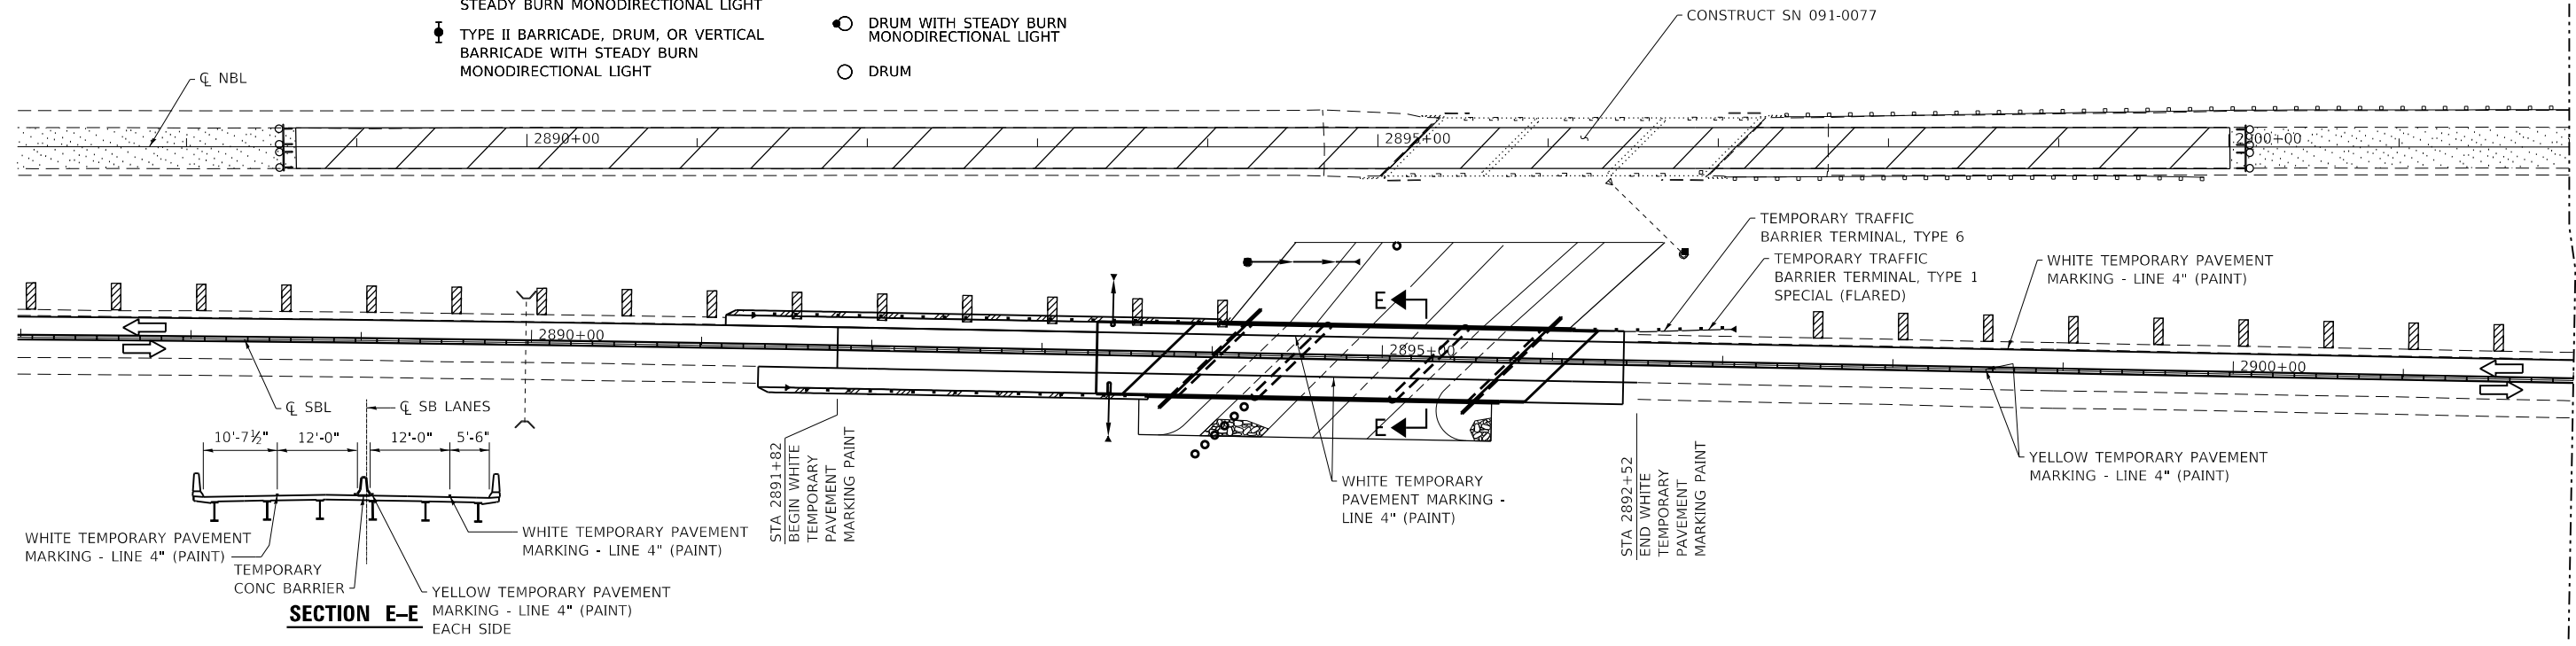 STEADY BURN MONODIRECTIONAL LIGHT
TYPE II BARRICADE, DRUM, OR VERTICAL
BARRICADE WITH STEADY BURN
MONODIRECTIONAL LIGHT
DRUM WITH STEADY BURN
MONODIRECTIONAL LIGHT
DRUM
CONSTRUCT SN 091-0077
℄ NBL
2890+00
2895+00
2900+00
TEMPORARY TRAFFIC
BARRIER TERMINAL, TYPE 6
TEMPORARY TRAFFIC
BARRIER TERMINAL, TYPE 1
SPECIAL (FLARED)
WHITE TEMPORARY PAVEMENT
MARKING - LINE 4" (PAINT)
E
2890+00
2895+00
2900+00
E
℄ SBL
℄ SB LANES
10'-7½"
12'-0"
12'-0"
5'-6"
STA 2891+82
BEGIN WHITE
TEMPORARY
PAVEMENT
MARKING PAINT
WHITE TEMPORARY
PAVEMENT MARKING -
LINE 4" (PAINT)
STA 2892+52
END WHITE
TEMPORARY
PAVEMENT
MARKING PAINT
YELLOW TEMPORARY PAVEMENT
MARKING - LINE 4" (PAINT)
WHITE TEMPORARY PAVEMENT
MARKING - LINE 4" (PAINT)
WHITE TEMPORARY PAVEMENT
MARKING - LINE 4" (PAINT)
TEMPORARY
CONC BARRIER
YELLOW TEMPORARY PAVEMENT
MARKING - LINE 4" (PAINT)
EACH SIDE
SECTION E–E